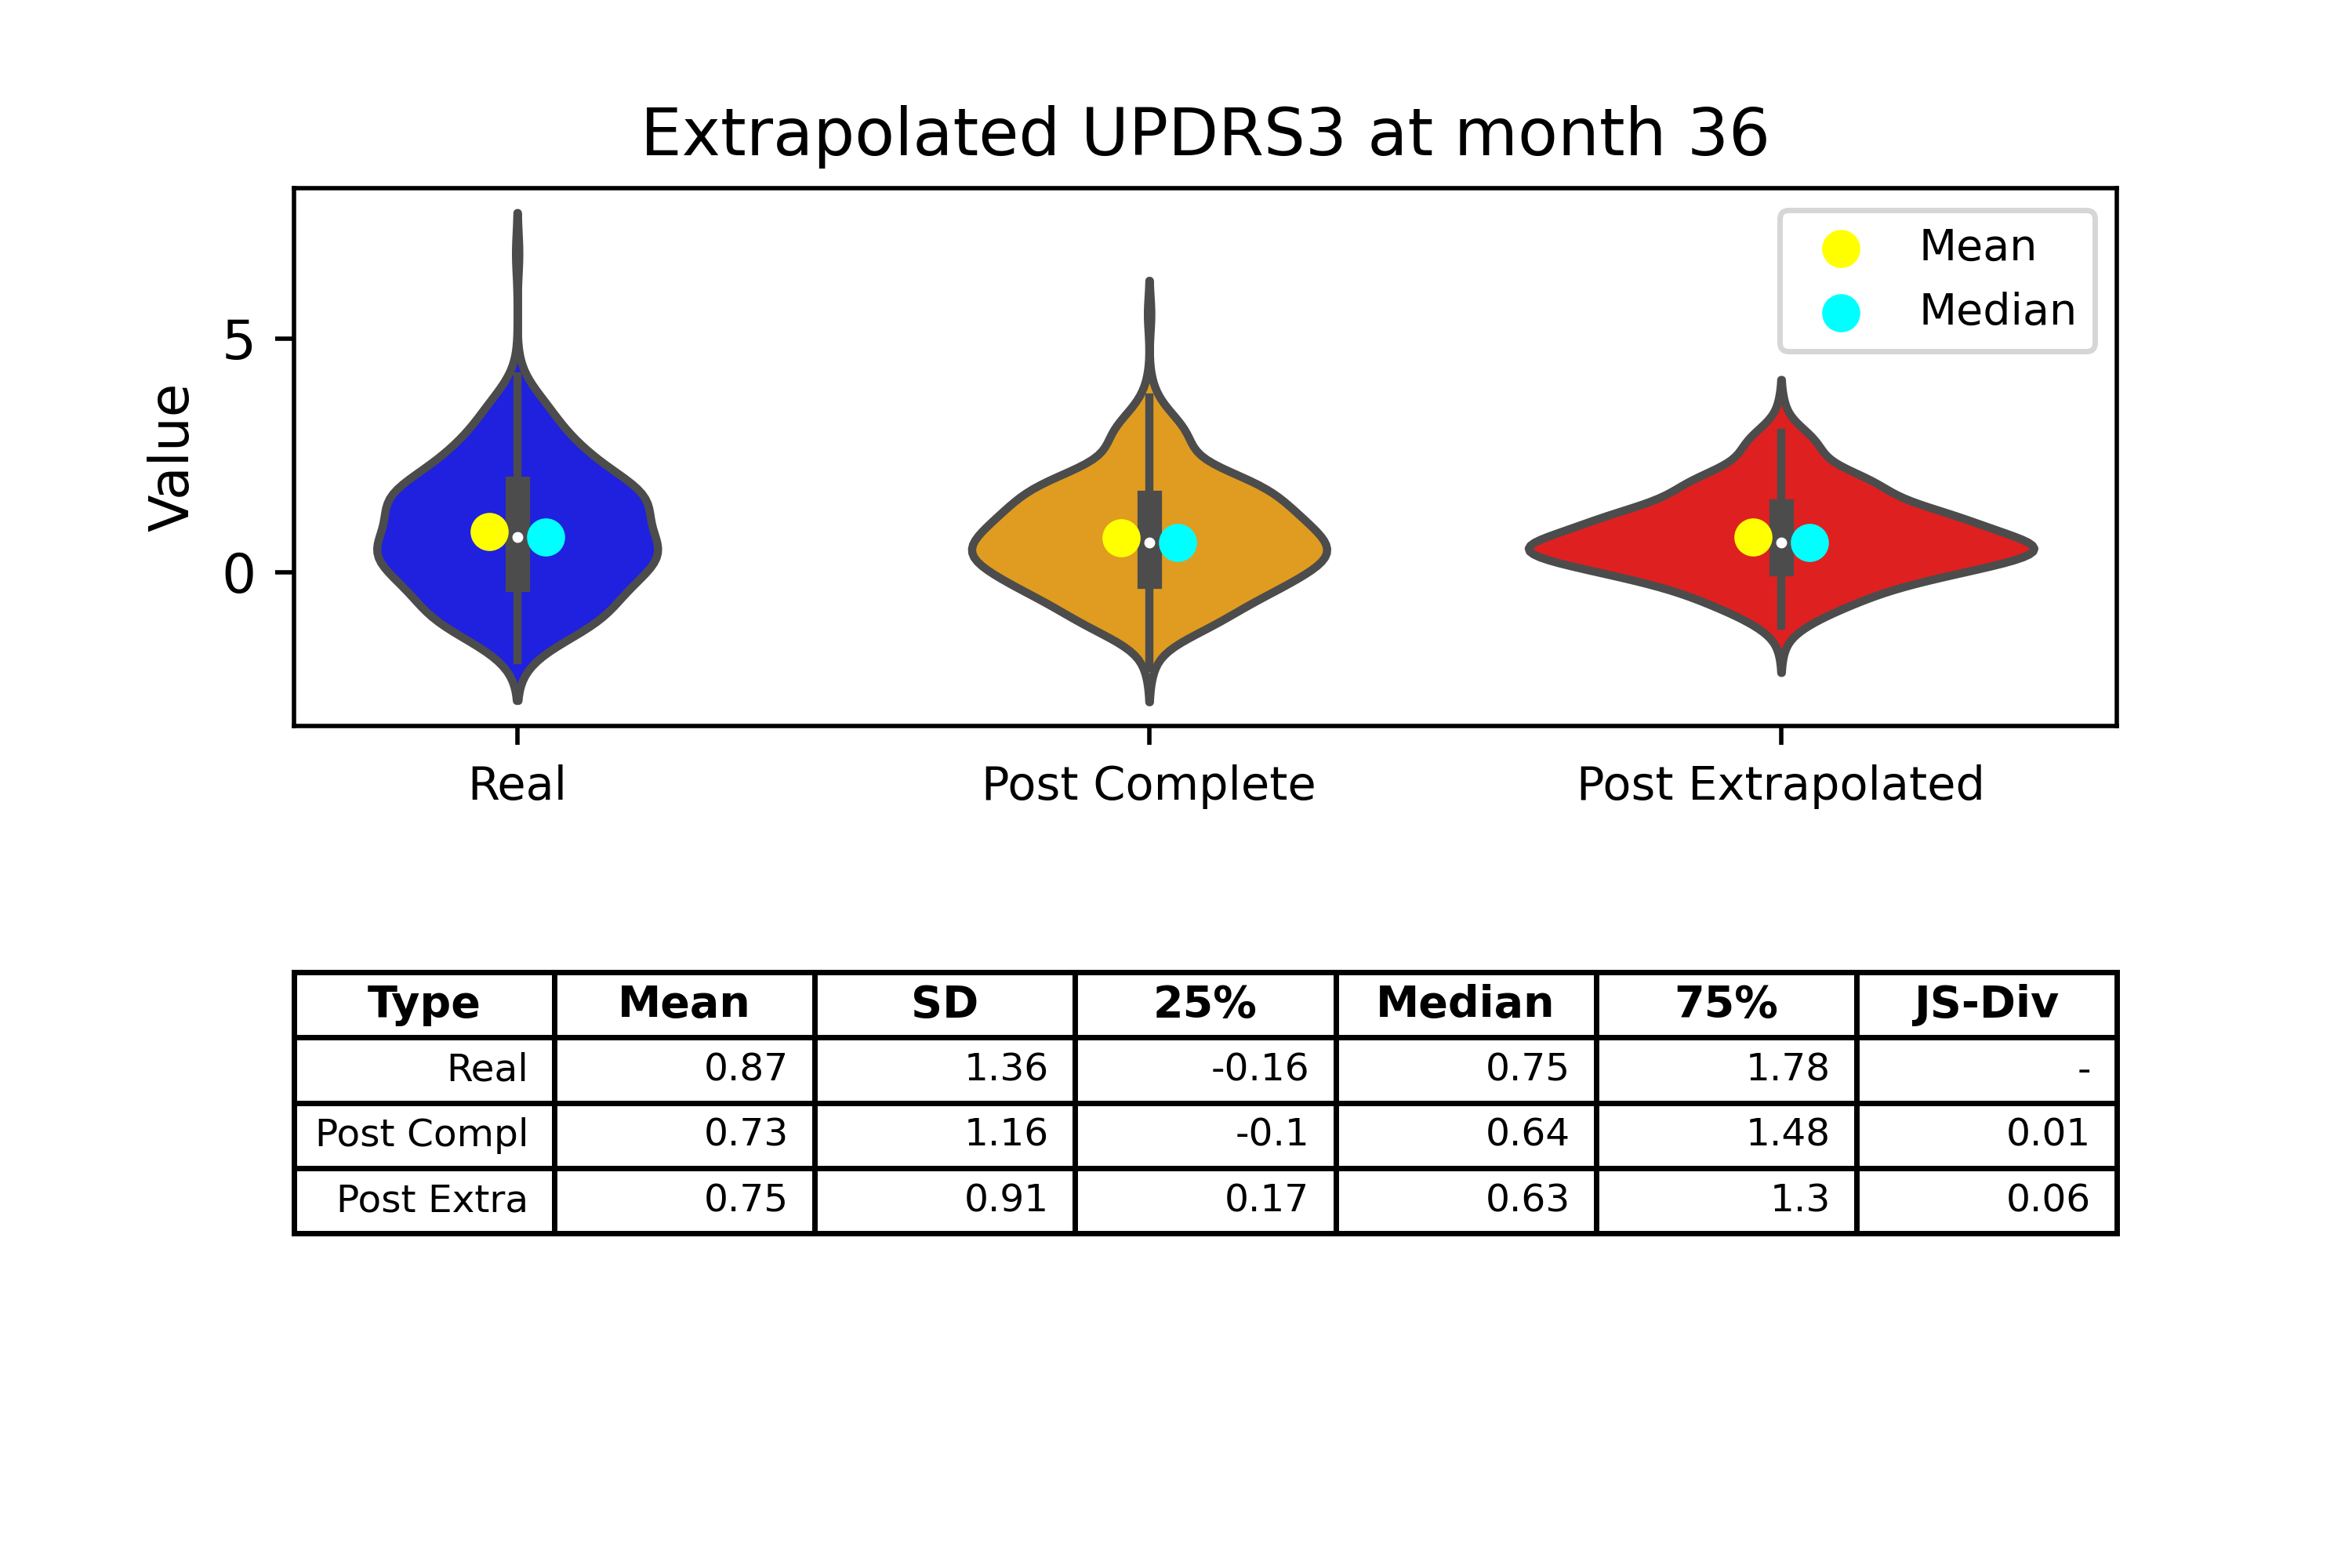 Extrapolated UPDRS3 at month 36
Mean
Median
Value
5
0
Real Post Complete Post Extrapolated
Type Mean SD 25% Median 75% JS-Div
Real 0.87 1.36 -0.16 0.75 1.78 -
Post Compl 0.73 1.16 -0.1 0.64 1.48 0.01
Post Extra 0.75 0.91 0.17 0.63 1.3 0.06